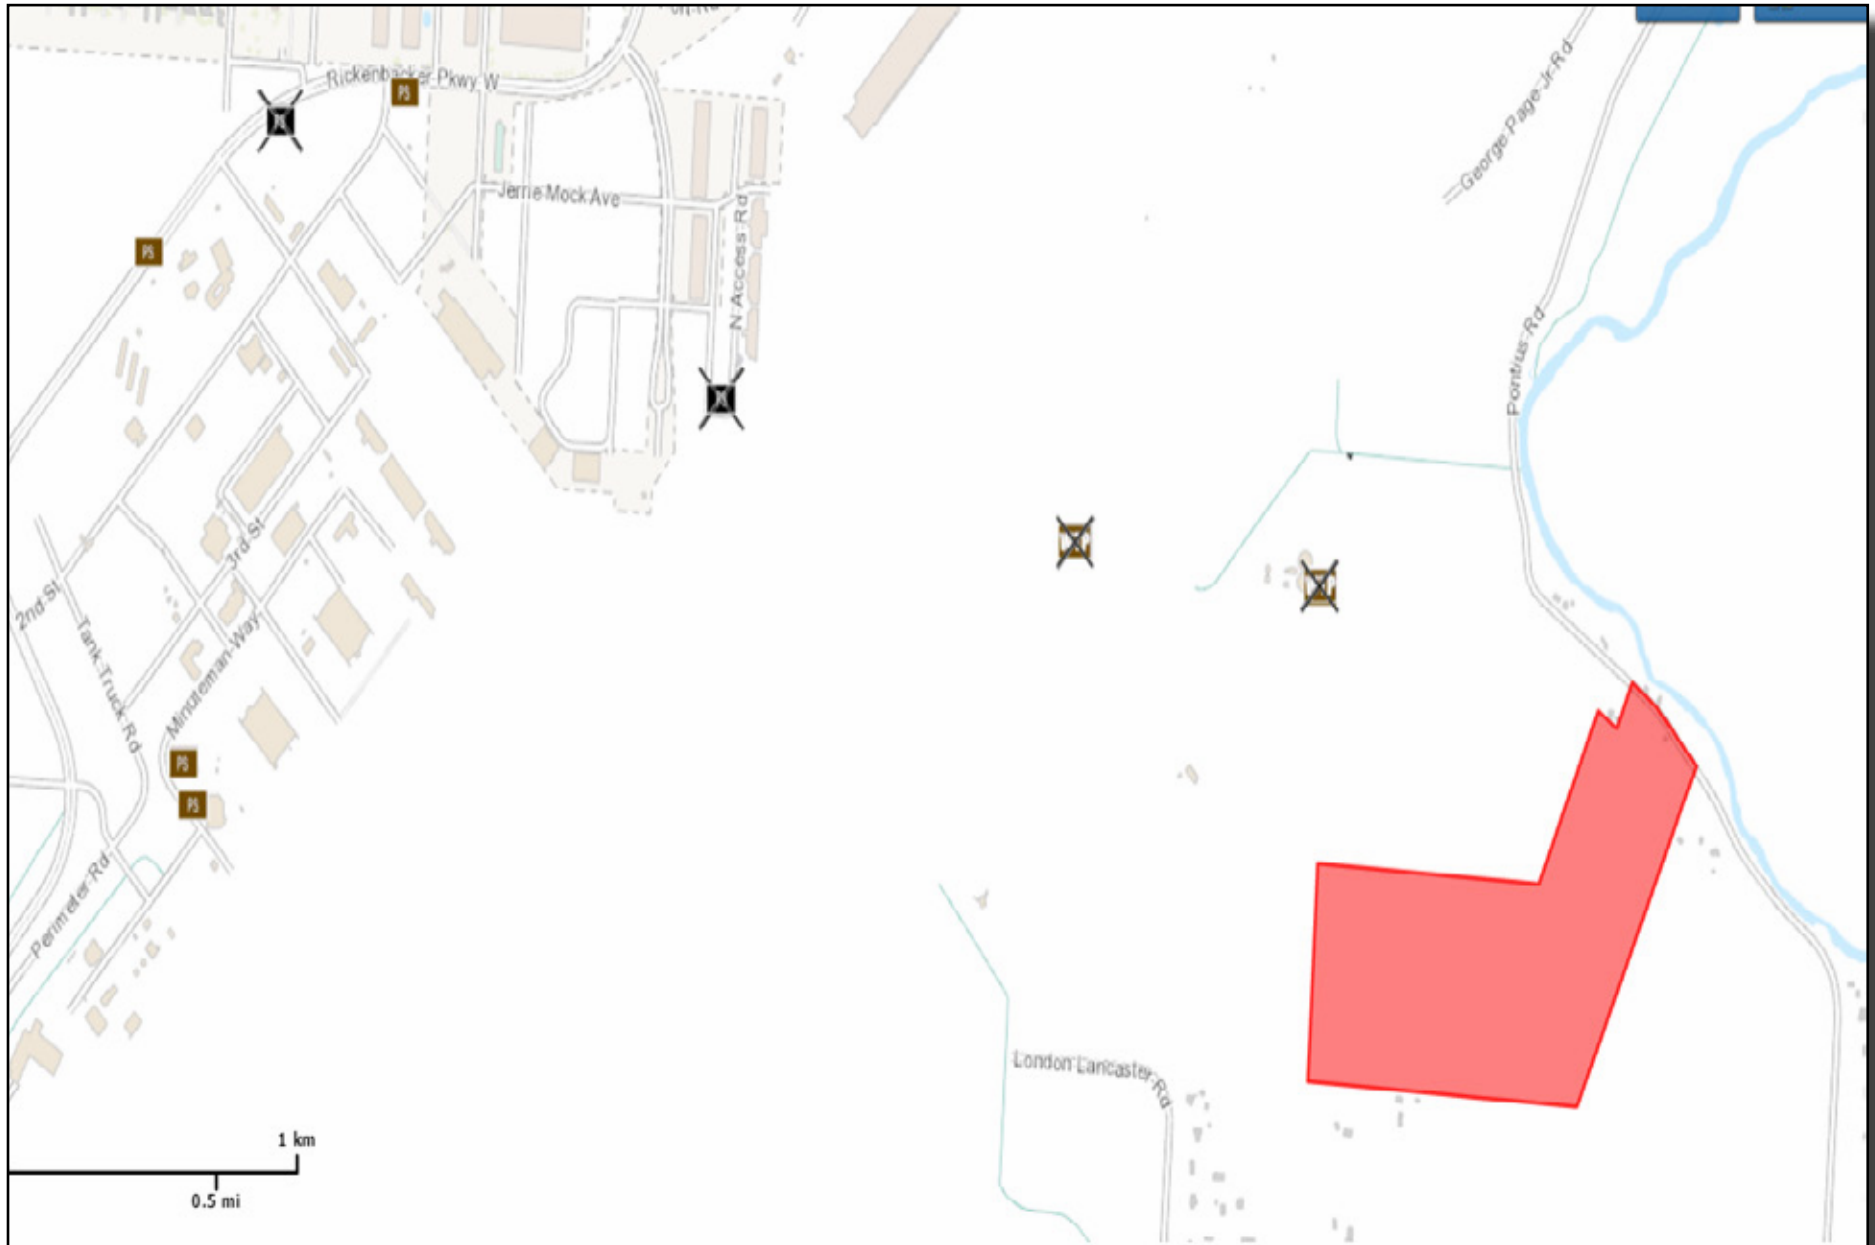 Rickenbacker Pkwy W
PS
George Page Jr Rd
Jerrie Mock Ave
N Access Rd
PS
Pontius Rd
3rd St
2nd St
Tank Truck Rd
Minuteman Way
PS
PS
Perimeter Rd
London Lancaster Rd
1 km
0.5 mi